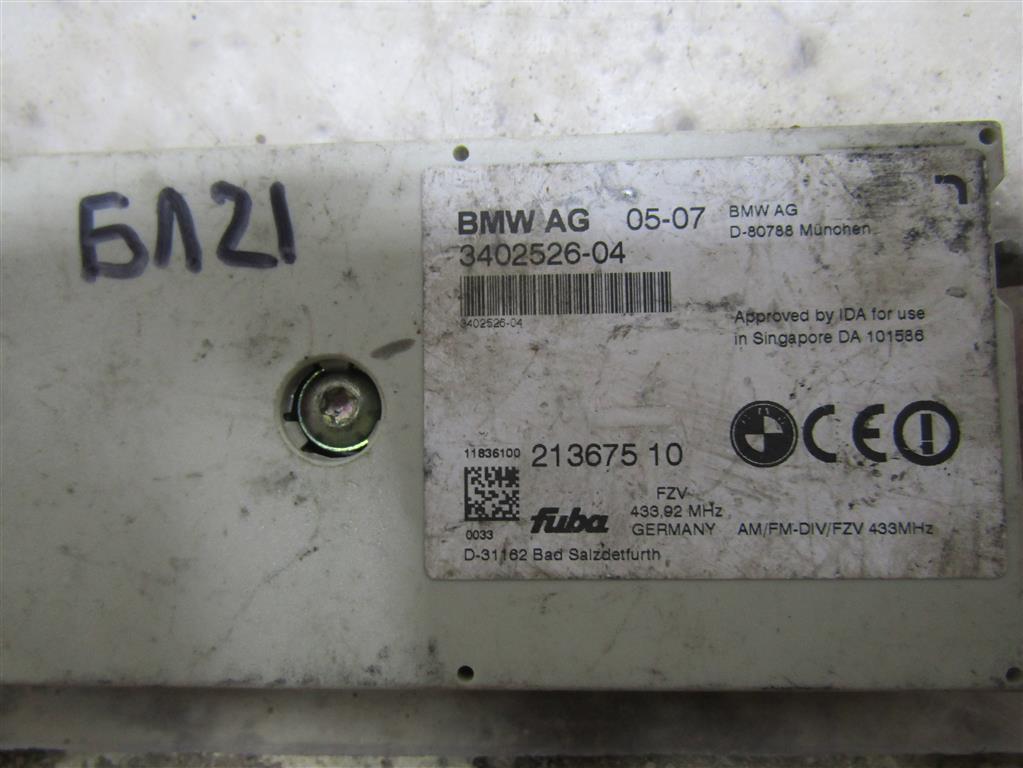 БЛ21
BMW AG 05-07 BMW AG
D-80788 München
3402526-04
3402526-04
Approved by IDA for use
in Singapore DA 101586
CE
11836100 213675 10
0033
fuba
FZV
433,92 MHz
GERMANY
AM/FM-DIV/FZV 433MHz
D-31162 Bad Salzdetfurth